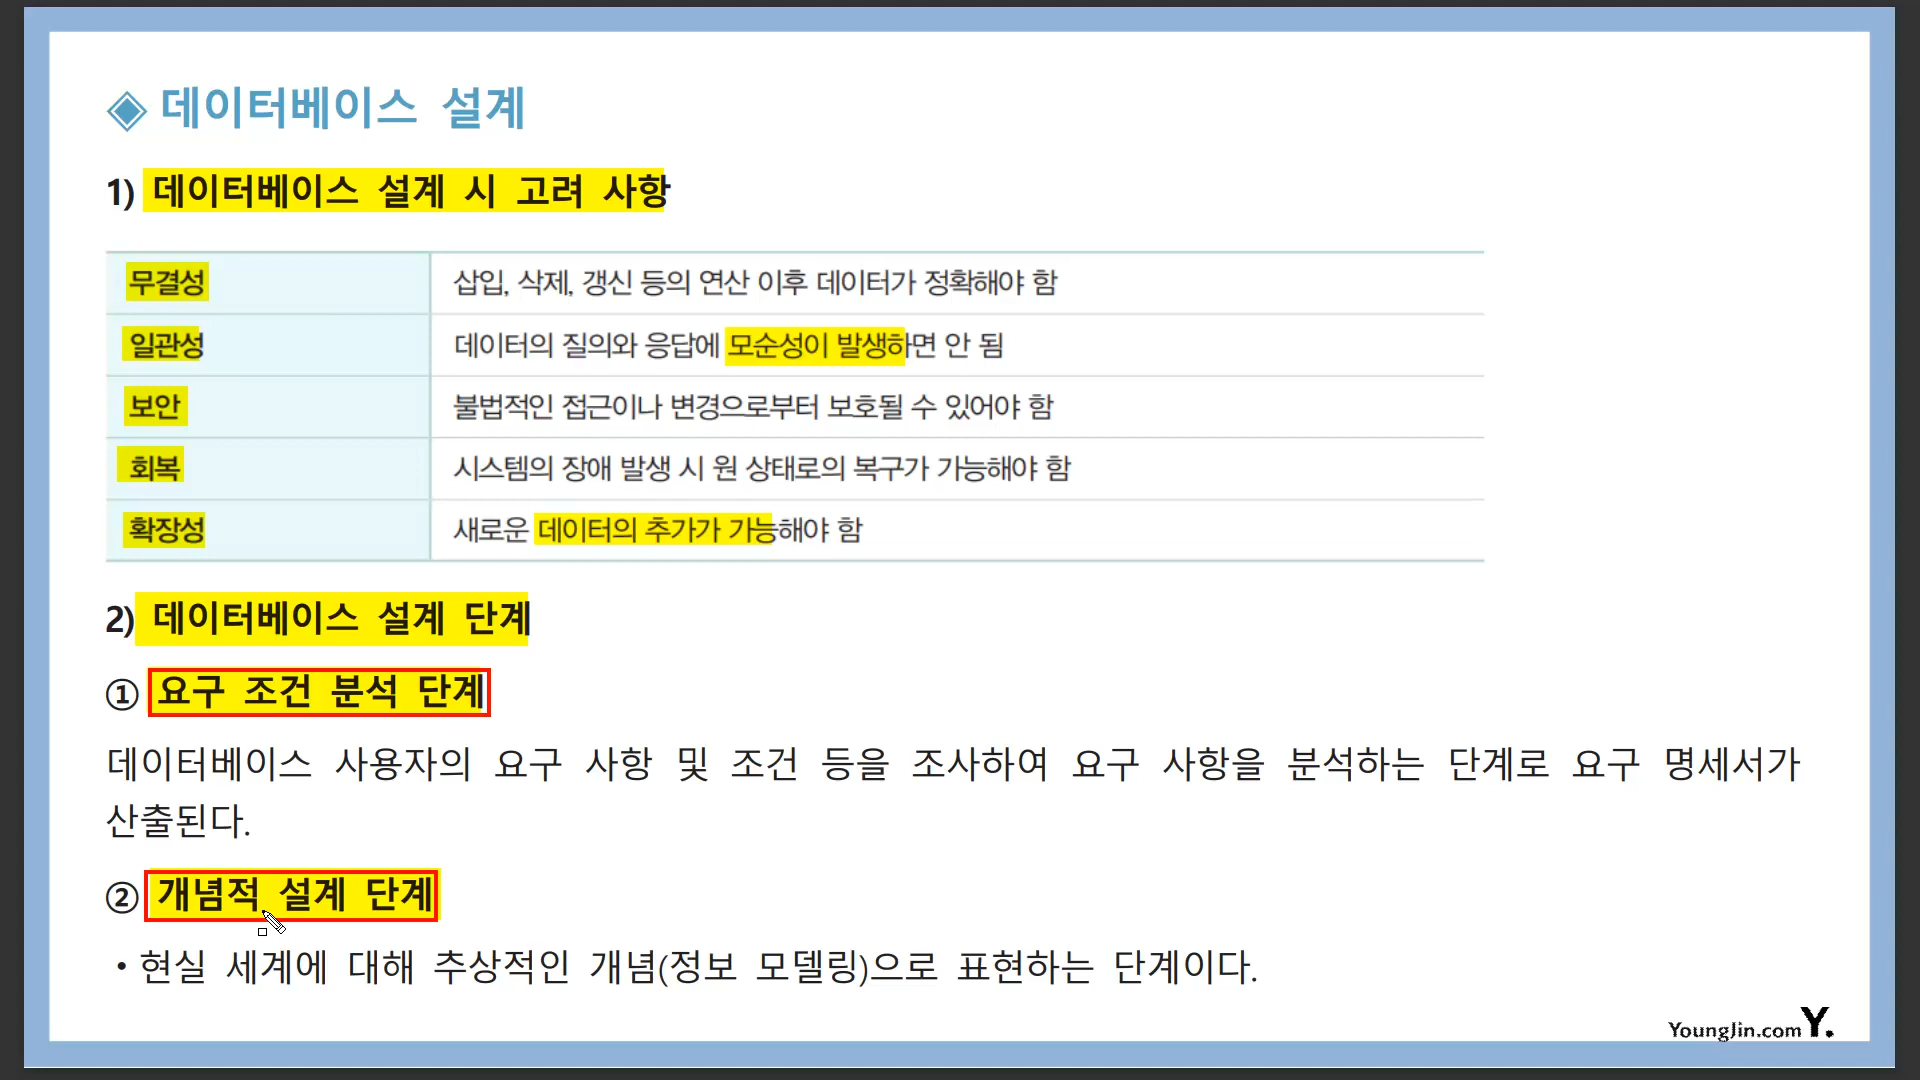 ◈ 데이터베이스 설계
1) 데이터베이스 설계 시 고려 사항
무결성 삽입, 삭제, 갱신 등의 연산 이후 데이터가 정확해야 함
일관성 데이터의 질의와 응답에 모순성이 발생하면 안 됨
보안 불법적인 접근이나 변경으로부터 보호될 수 있어야 함
회복 시스템의 장애 발생 시 원 상태로의 복구가 가능해야 함
확장성 새로운 데이터의 추가가 가능해야 함
2) 데이터베이스 설계 단계
① 요구 조건 분석 단계
데이터베이스 사용자의 요구 사항 및 조건 등을 조사하여 요구 사항을 분석하는 단계로 요구 명세서가
산출된다.
② 개념적 설계 단계
• 현실 세계에 대해 추상적인 개념(정보 모델링)으로 표현하는 단계이다.
YoungJin.com Y.